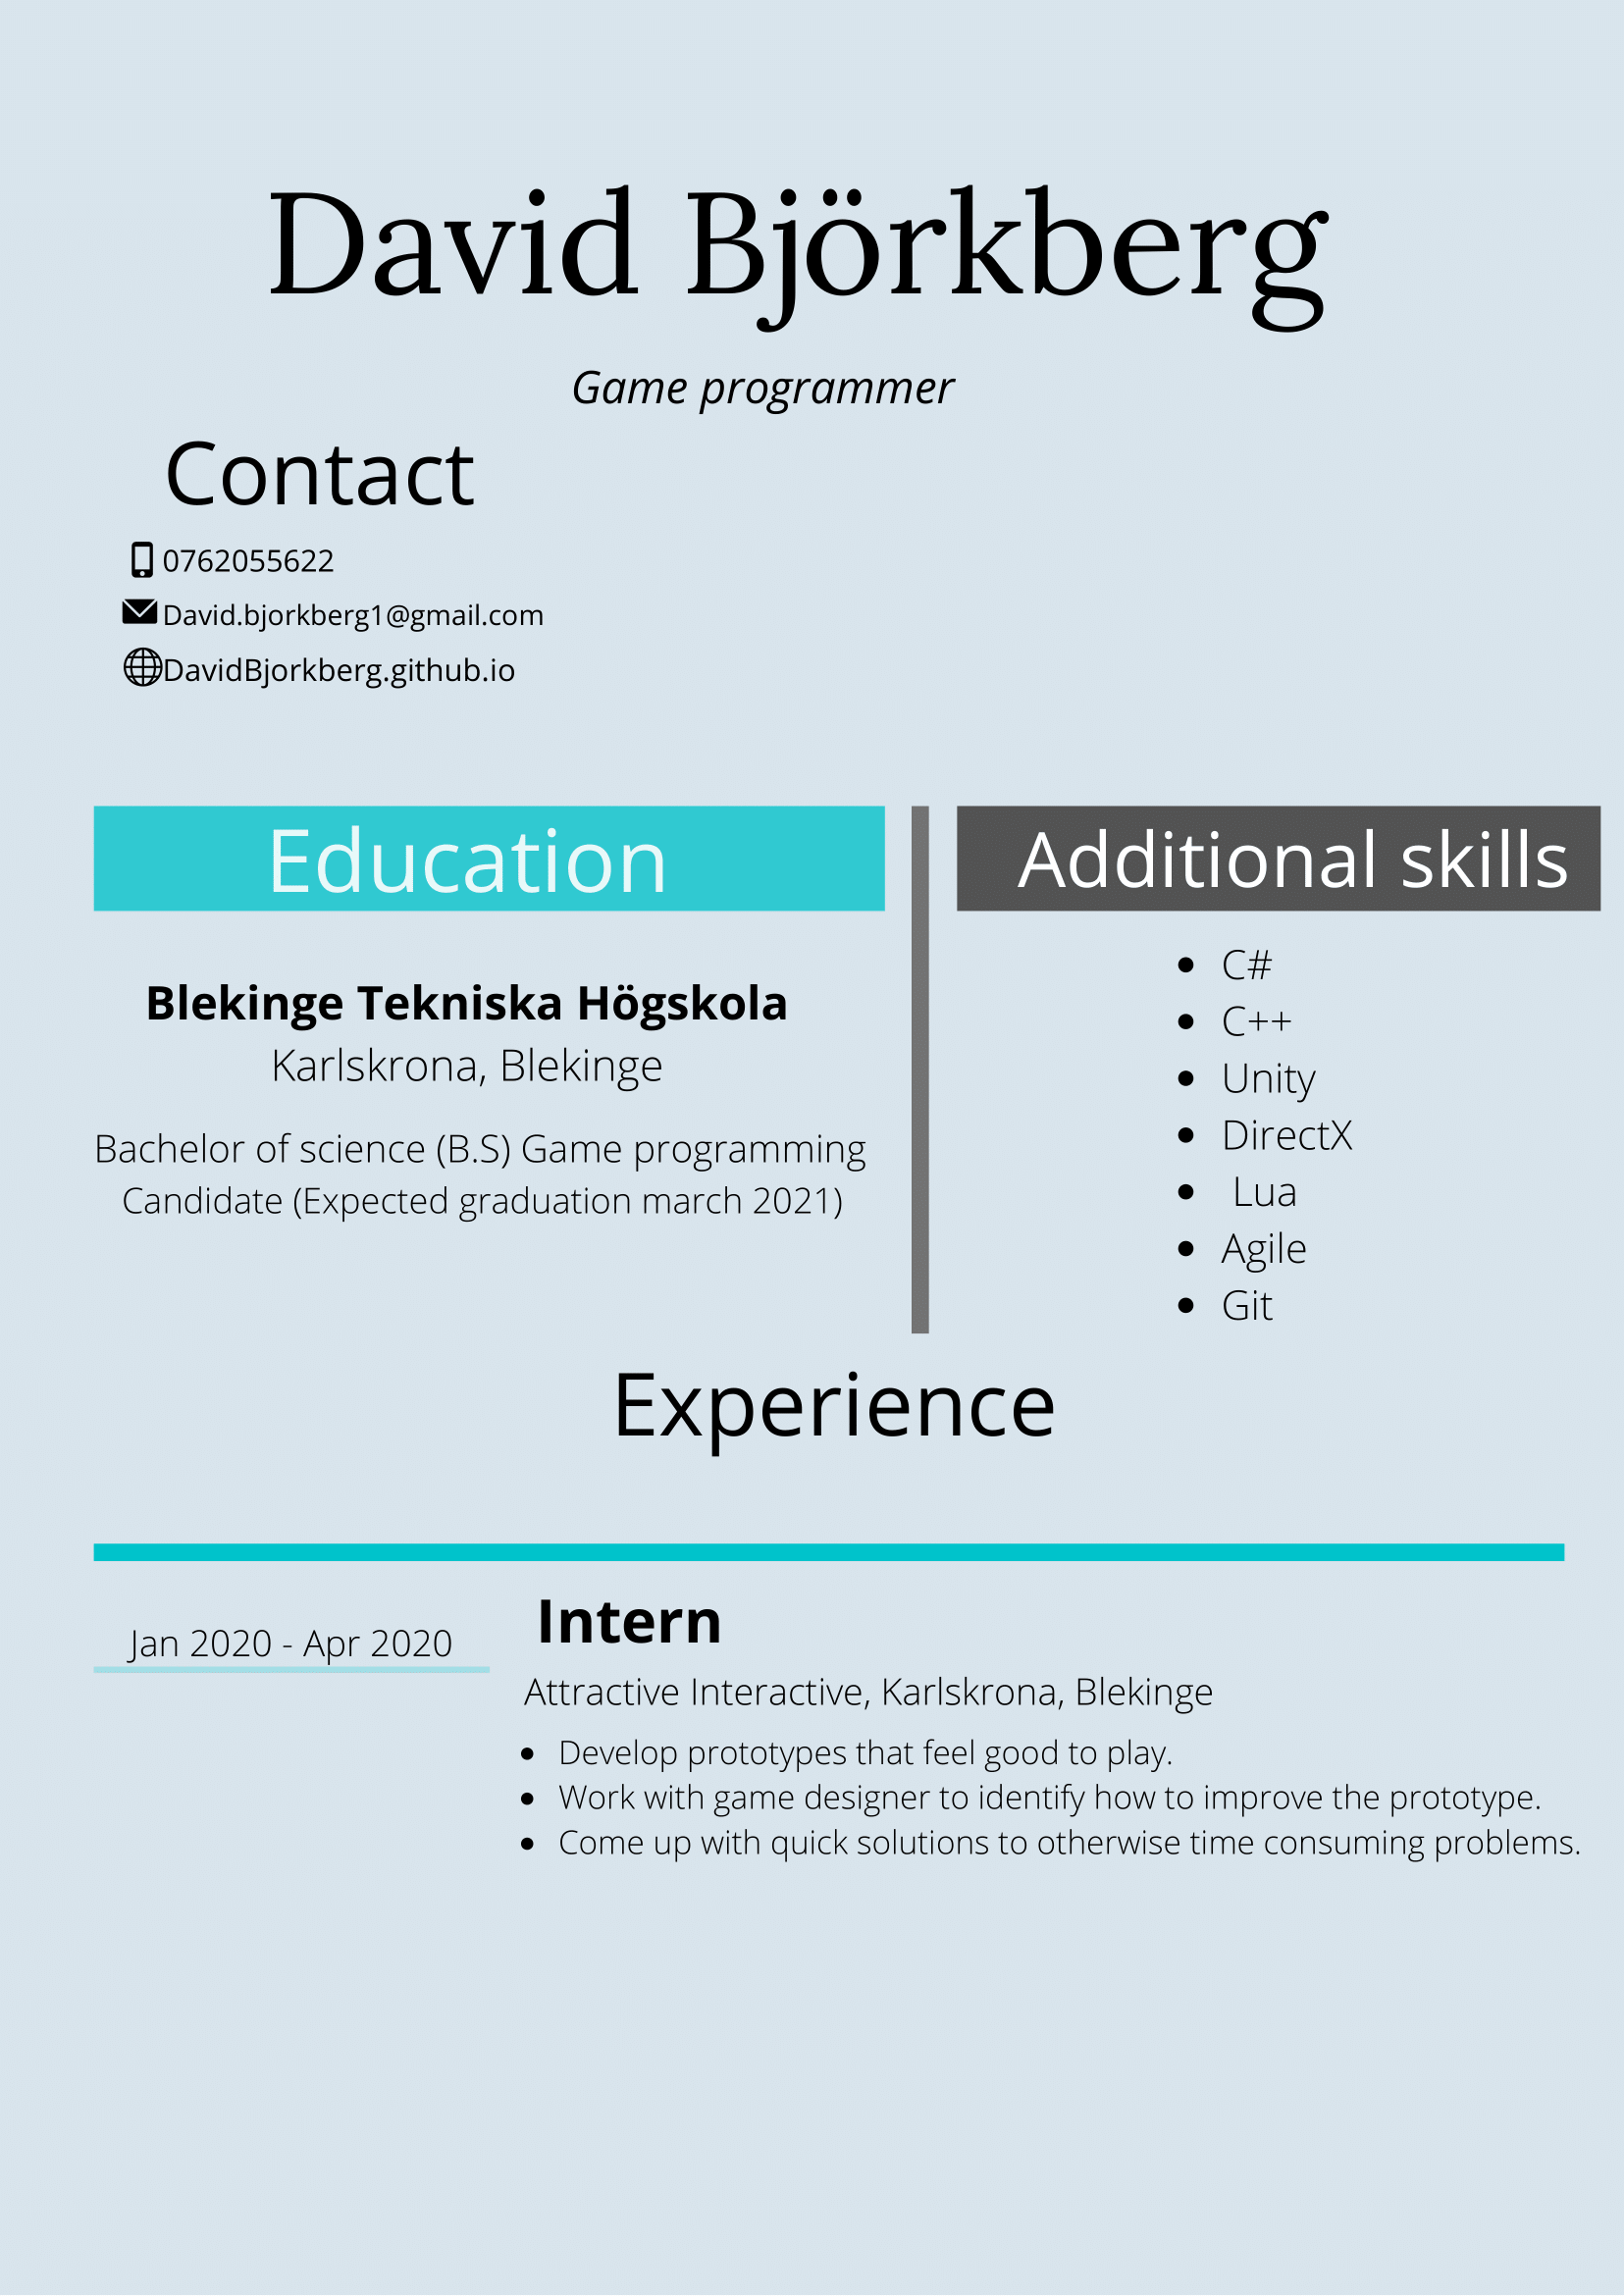 David Björkberg
Game programmer
Contact
0762055622
David.bjorkberg1@gmail.com
DavidBjorkberg.github.io
Education
Blekinge Tekniska Högskola
Karlskrona, Blekinge
Bachelor of science (B.S) Game programming
Candidate (Expected graduation march 2021)
Additional skills
• C#
• C++
• Unity
• DirectX
• Lua
• Agile
• Git
Experience
Jan 2020 - Apr 2020
Intern
Attractive Interactive, Karlskrona, Blekinge
• Develop prototypes that feel good to play.
• Work with game designer to identify how to improve the prototype.
• Come up with quick solutions to otherwise time consuming problems.